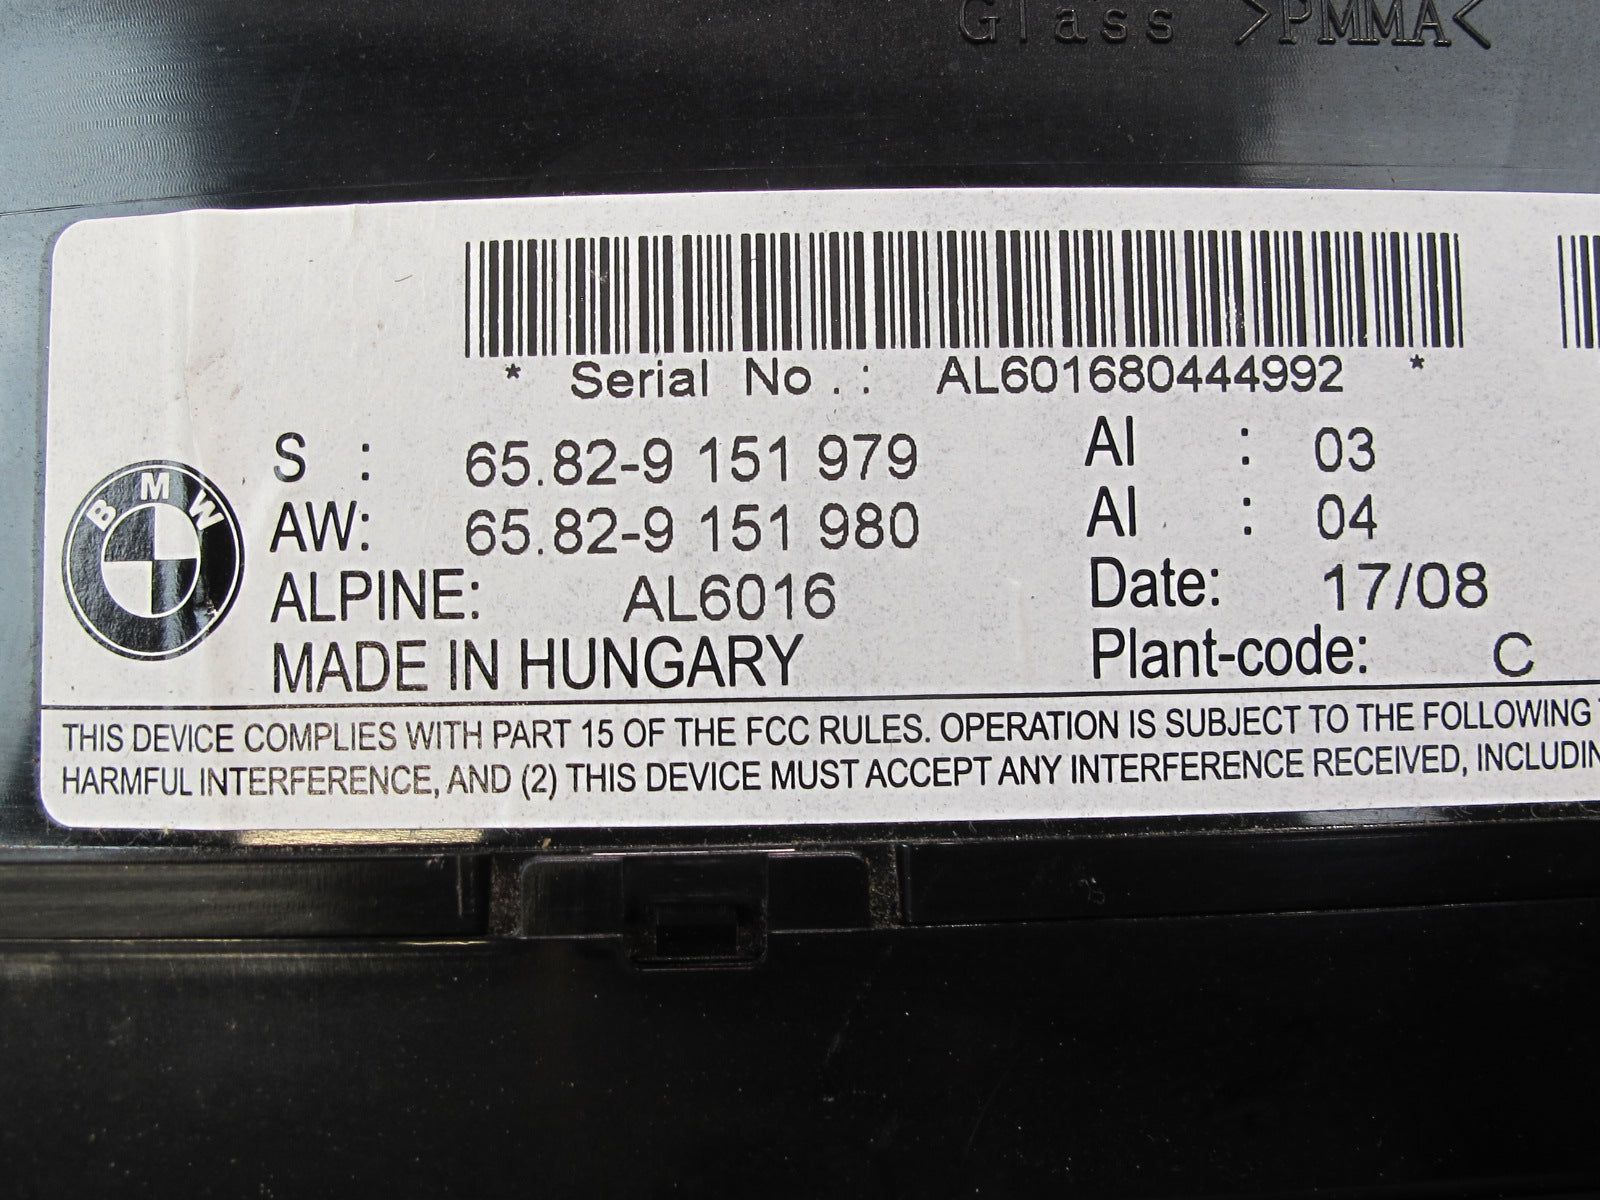 Glass >PMMA<
* Serial No.: AL601680444992 *
S : 65.82-9 151 979 AI : 03
AW: 65.82-9 151 980 AI : 04
BMW
ALPINE: AL6016 Date: 17/08
MADE IN HUNGARY Plant-code: C
THIS DEVICE COMPLIES WITH PART 15 OF THE FCC RULES. OPERATION IS SUBJECT TO THE FOLLOWING
HARMFUL INTERFERENCE, AND (2) THIS DEVICE MUST ACCEPT ANY INTERFERENCE RECEIVED, INCLUDIN